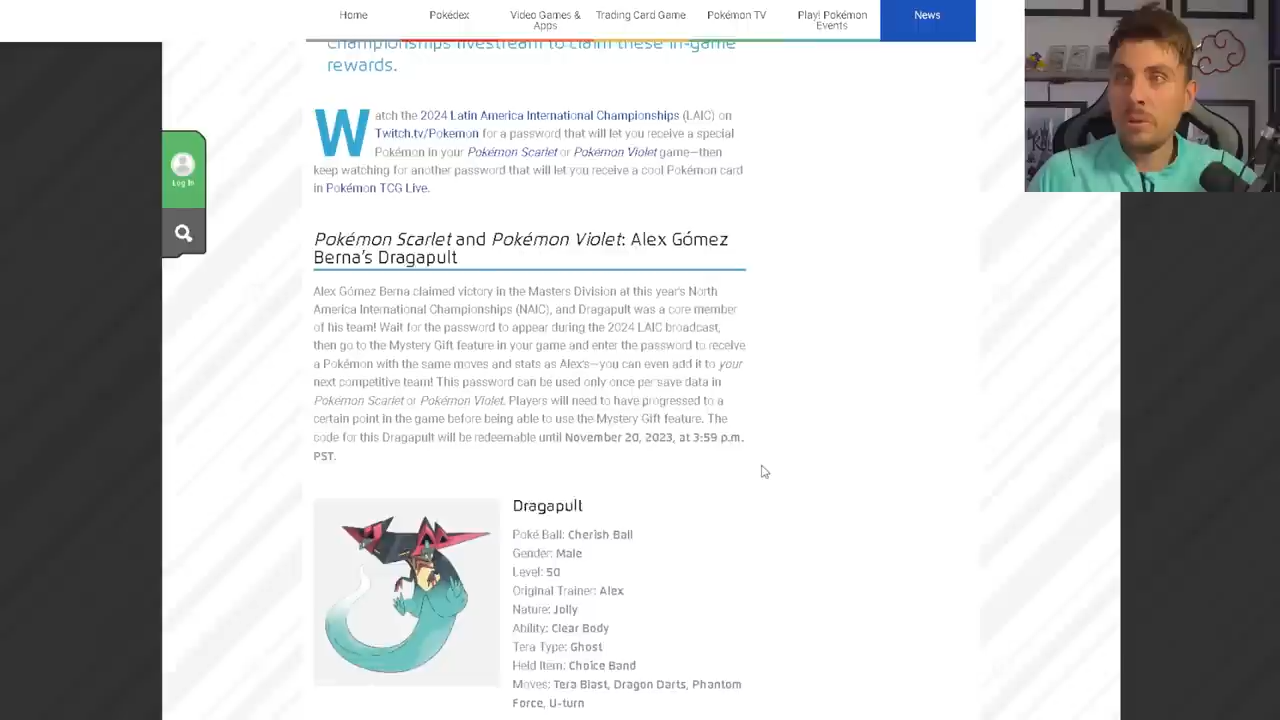 Home
Pokédex
Video Games &
Apps
Trading Card Game
Pokémon TV
Play! Pokémon
Events
News
Championships livestream to claim these in-game
rewards.
Watch the 2024 Latin America International Championships (LAIC) on
Twitch.tv/Pokemon for a password that will let you receive a special
Pokémon in your Pokémon Scarlet or Pokémon Violet game—then
keep watching for another password that will let you receive a cool Pokémon card
in Pokémon TCG Live.
Log In
Pokémon Scarlet and Pokémon Violet: Alex Gómez
Berna's Dragapult
Alex Gómez Berna claimed victory in the Masters Division at this year's North
America International Championships (NAIC), and Dragapult was a core member
of his team! Wait for the password to appear during the 2024 LAIC broadcast,
then go to the Mystery Gift feature in your game and enter the password to receive
a Pokémon with the same moves and stats as Alex's—you can even add it to your
next competitive team! This password can be used only once per save data in
Pokémon Scarlet or Pokémon Violet. Players will need to have progressed to a
certain point in the game before being able to use the Mystery Gift feature. The
code for this Dragapult will be redeemable until November 20, 2023, at 3:59 p.m.
PST.
Dragapult
Poké Ball: Cherish Ball
Gender: Male
Level: 50
Original Trainer: Alex
Nature: Jolly
Ability: Clear Body
Tera Type: Ghost
Held Item: Choice Band
Moves: Tera Blast, Dragon Darts, Phantom
Force, U-turn